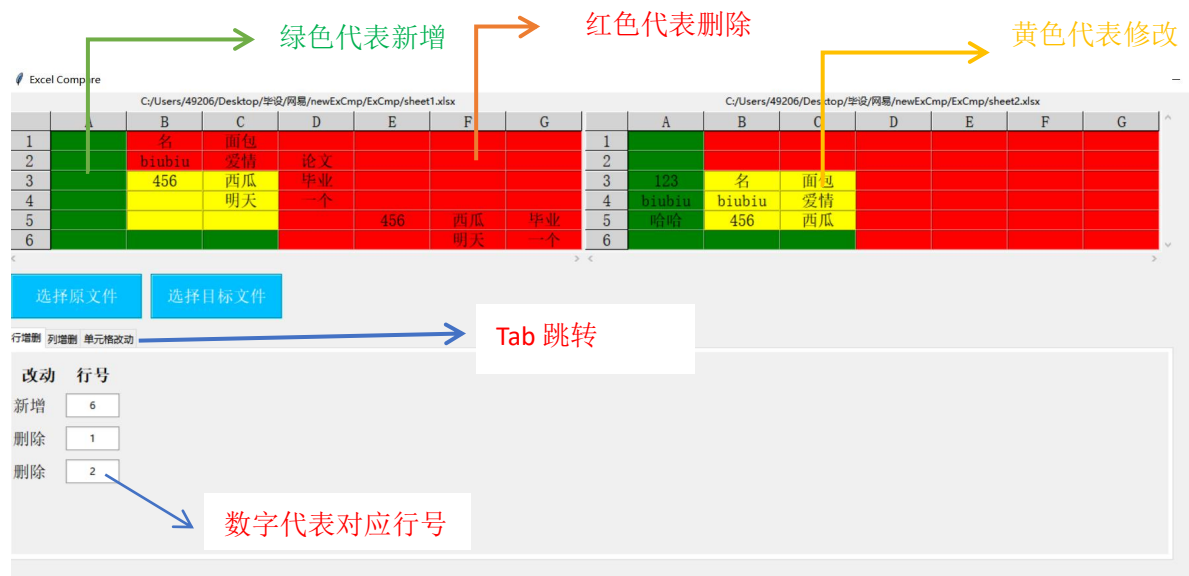 绿色代表新增
红色代表删除
黄色代表修改
Excel Compare
C:/Users/49206/Desktop/毕设/网易/newExCmp/ExCmp/sheet1.xlsx
C:/Users/49206/Desktop/毕设/网易/newExCmp/ExCmp/sheet2.xlsx
A B C D E F G A B C D E F G
1 名 面包 1
2 biubiu 爱情 论文 2
3 456 西瓜 毕业 3 123 名 面包
4 明天 一个 4 biubiu biubiu 爱情
5 456 西瓜 毕业 5 哈哈 456 西瓜
6 明天 一个 6
选择原文件 选择目标文件
行增删 列增删 单元格改动
Tab 跳转
改动 行号
新增 6
删除 1
删除 2
数字代表对应行号